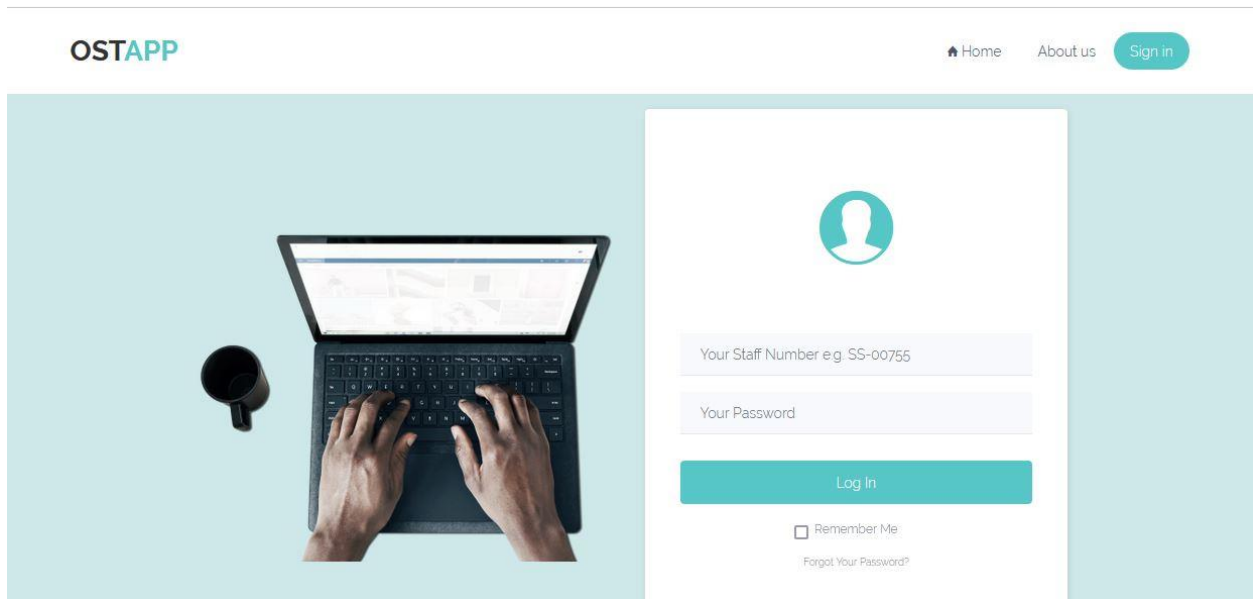 OSTAPP
Home About us Sign in
Your Staff Number e.g. SS-00755
Your Password
Log In
Remember Me
Forgot Your Password?